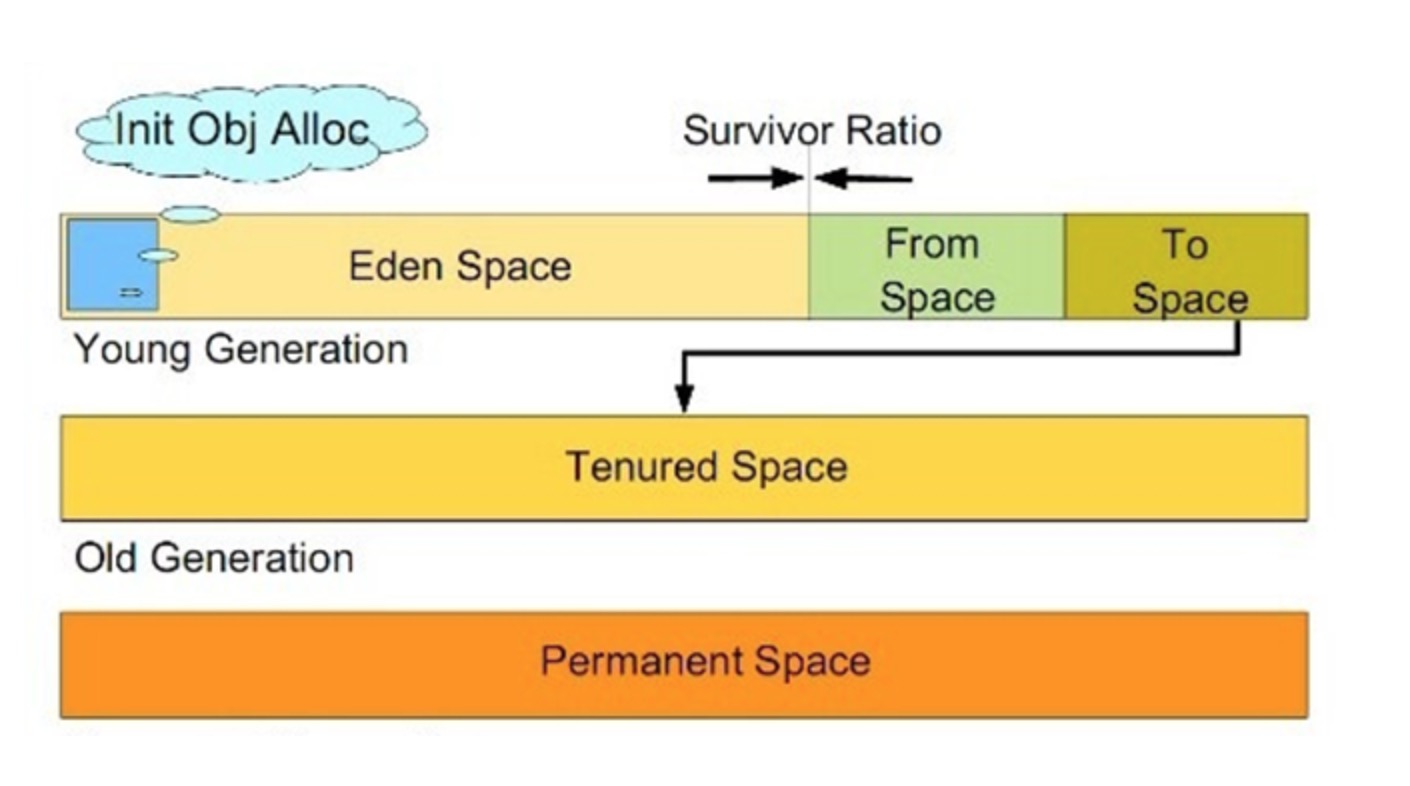 Init Obj Alloc
Survivor Ratio
Eden Space
From
Space
To
Space
Young Generation
Tenured Space
Old Generation
Permanent Space